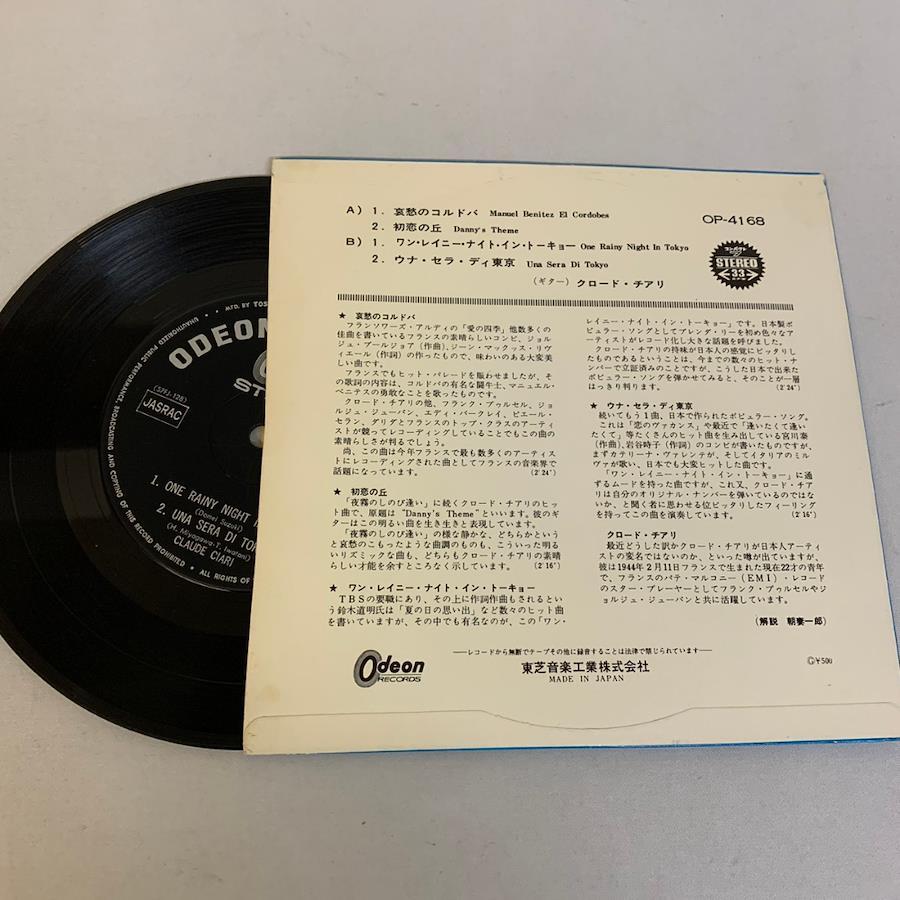 A) 1. 哀愁のコルドバ Manuel Benitez El Cordobes
2. 初恋の丘 Danny's Theme
B) 1. ワン・レイニー・ナイト・イン・トーキョー One Rainy Night In Tokyo
2. ウナ・セラ・ディ東京 Una Sera Di Tokyo
(ギター) クロード・チアリ
OP-4168
STEREO
33
★ 哀愁のコルドバ
フランソワーズ・アルディの「愛の四季」他数多くの
佳曲を書いているフランスの素晴らしいコンビ、ジョル
ジュ・ブールジョア(作曲)、ジーン・マックッス・リヴ
ィエール(作詞)の作ったもので、味わいのある大変美
しい曲です。
フランスでもヒット・パレードを賑わせましたが、そ
の歌詞の内容は、コルドバの有名な闘牛士、マニュエル・
ベニテスの勇敢なことを歌ったものです。
クロード・チアリの他、フランク・プゥルセル、ジョ
ルジュ・ジューバン、エディ・バークレイ、ピエール・
セラン、ダリダとフランスのトップ・クラスのアーティ
ストが競ってレコーディングしていることでもこの曲の
素晴らしさが判るでしょう。
尚、この曲は今年フランスで最も数多くのアーティー
ストにレコーディングされた曲としてフランスの音楽界で
話題になっています。 (2'24")
★ 初恋の丘
「夜霧のしのび逢い」に続くクロード・チアリのヒッ
ト曲で、原題は“Danny's Theme”といいます。彼のギ
ターはこの明るい曲を生き生きと表現しています。
「夜霧のしのび逢い」の様な静かな、どちらかというと
哀愁のこもったような曲調のものも、こういった明る
いリズミックな曲も、どちらもクロード・チアリの素晴
らしい才能を余すところなく示しています。 (2'16")
★ ワン・レイニー・ナイト・イン・トーキョー
TBSの要職にあり、その上に作詞作曲もされるとい
う鈴木道明氏は「夏の日の思い出」など数々のヒット曲
を書いていますが、その中でも有名なのが、この「ワン・
レイニー・ナイト・イン・トーキョー」です。日本製ポ
ピュラー・ソングとしてブレンダ・リーを初め色々なア
ーティストがレコード化し大きな話題を呼びました。
クロード・チアリの持味が日本人の感覚にピッタリし
たものであるということは、今までの数々のヒット・ナ
ンバーで立証済みのことですが、こうした日本で出来た
ポピュラー・ソングを弾かせてみると、そのことが一層
はっきり判ります。 (2'24")
★ ウナ・セラ・ディ東京
続いてもう1曲、日本で作られたポピュラー・ソング。
これは「恋のヴァカンス」や最近で「逢いたくて逢い
たくて」等たくさんのヒット曲を生み出している宮川泰
(作曲)、岩谷時子(作詞)のコンビが書いたものですが、
まずカテリーナ・ヴァレンテが、そしてイタリアのミル
ヴァが歌い、日本でも大変ヒットした曲です。
「ワン・レイニー・ナイト・イン・トーキョー」に通
ずるムードを持った曲ですが、これ又、クロード・チア
リは自分のオリジナル・ナンバーを弾いているのではな
いか、と聞く者に思わせる位ピッタリしたフィーリング
を持ってこの曲を演奏しています。 (2'16")
クロード・チアリ
最近どうした訳かクロード・チアリが日本人アーティ
ストの変名ではないのか、といった噂が出ていますが、
彼は1944年2月11日フランスで生まれた現在22才の青年
で、フランスのパテ・マルコニー(EMI)・レコード
のスター・プレーヤーとしてフランク・プゥルセルやジ
ョルジュ・ジューバンと共に活躍しています。
(解説 朝妻一郎)
Odeon
RECORDS
―レコードから無断でテープその他に録音することは法律で禁じられています―
東芝音楽工業株式会社
MADE IN JAPAN
Ⓒ¥500
MFD. BY TOS
UNAUTHORIZED PUBLIC PERFORMANCE, BROADCASTING AND COPYING OF THIS RECORD PROHIBITED • ALL RIGHTS OF
ODEON
ST
JASRAC
1. ONE RAINY NIGHT
(Domei Suzuki)
2. UNA SERA DI TO
(H. Miyagawa-T. Iwatani)
CLAUDE CIARI